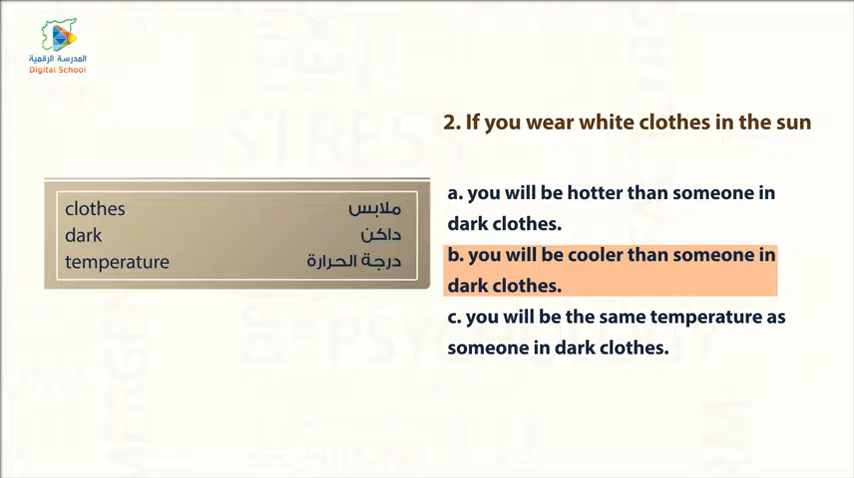 المدرسة الرقمية
Digital School
2. If you wear white clothes in the sun
clothes ملابس
dark داكن
temperature درجة الحرارة
a. you will be hotter than someone in
dark clothes.
b. you will be cooler than someone in
dark clothes.
c. you will be the same temperature as
someone in dark clothes.
STRESS